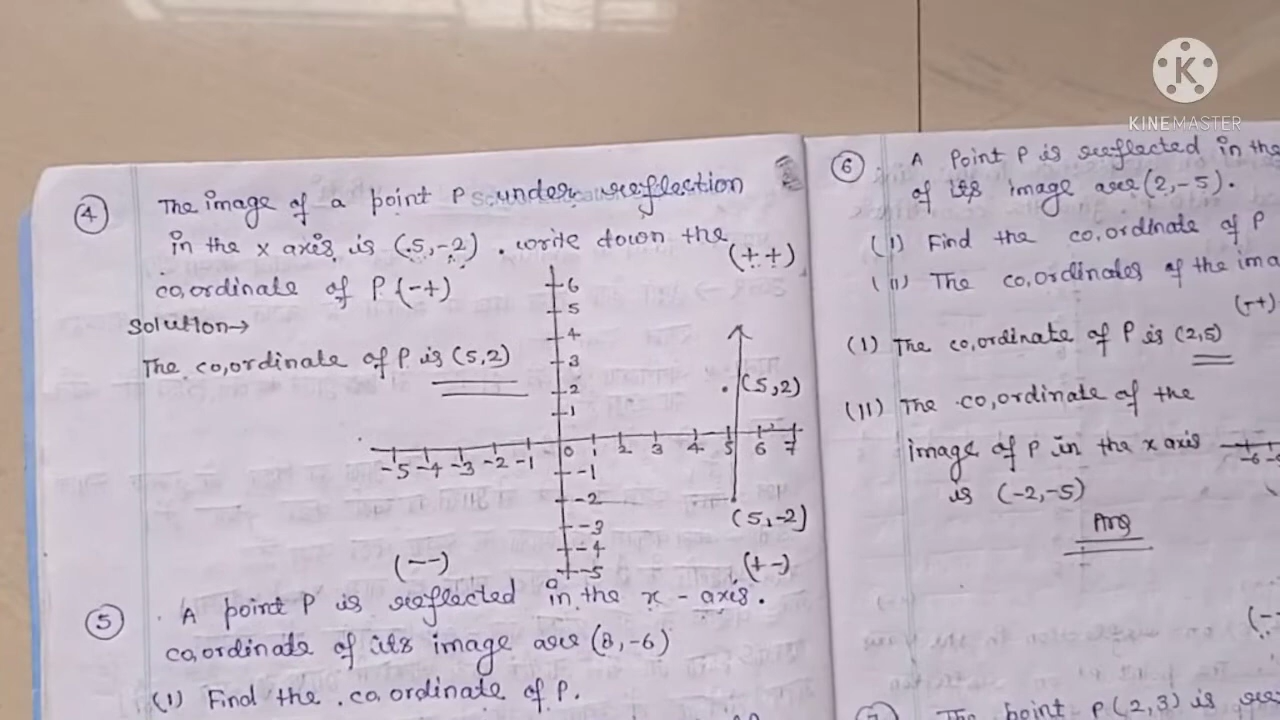 KINEMASTER
4 The image of a point P under reflection
in the x axis is (5,-2). write down the
co,ordinate of P (-+)
Solution→
The co,ordinate of P is (5,2)
(++)
6
5
4
3
2
1
-5 -4 -3 -2 -1 0 1 2 3 4 5 6 7
-1
-2
-3
-4
-5
(5,2)
(5,-2)
(--)
(+-)
5 A point P is reflected in the x-axis.
co,ordinate of its image are (8,-6)
(i) Find the co,ordinate of P.
6 A Point P is reflected in the
of its image are (2,-5).
(i) Find the co,ordinate of P
(ii) The co,ordinates of the ima
(-+)
(I) The co,ordinate of P is (2,5)
(II) The co,ordinate of the
image of P in the x axis
is (-2,-5)
Ans
-6
(-
7 The point P(2,3) is